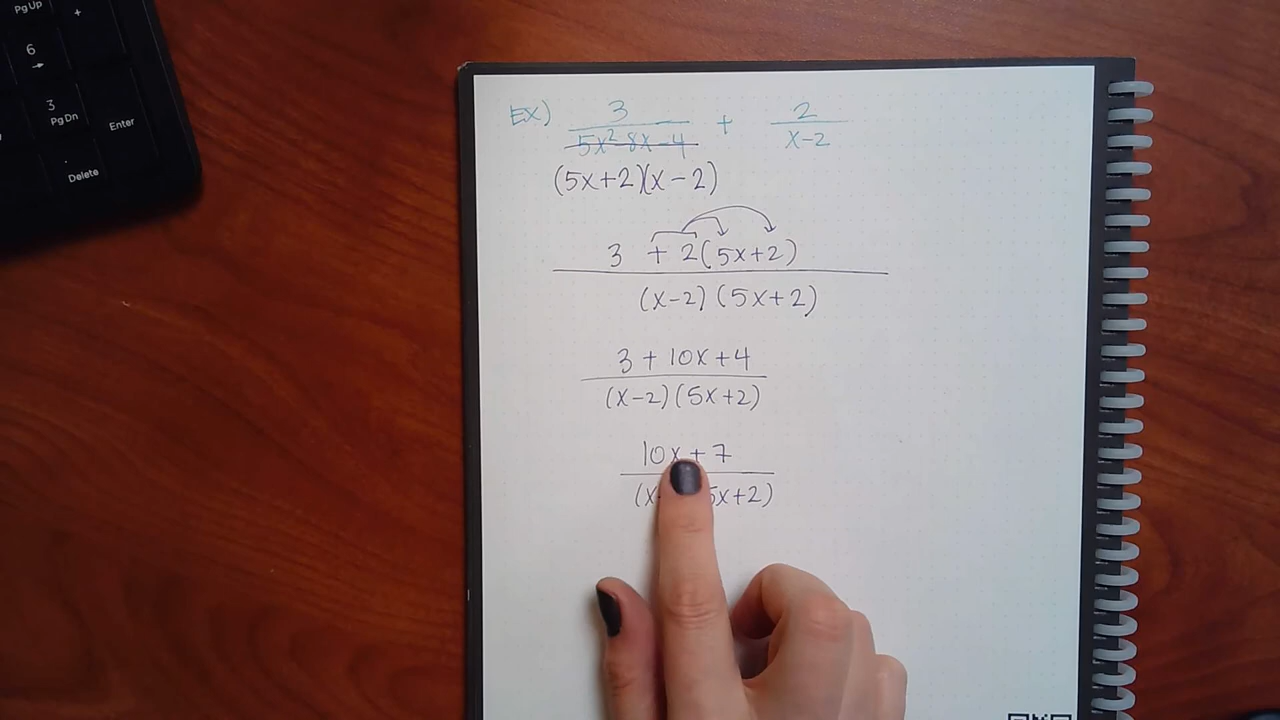 PgUp
+
6
→
3
PgDn
Enter
.
Delete
EX) 3/(5x²-8x-4) + 2/(x-2)
(5x+2)(x-2)
3 + 2(5x+2)
(x-2)(5x+2)
3 + 10x + 4
(x-2)(5x+2)
10x + 7
(x 5x+2)